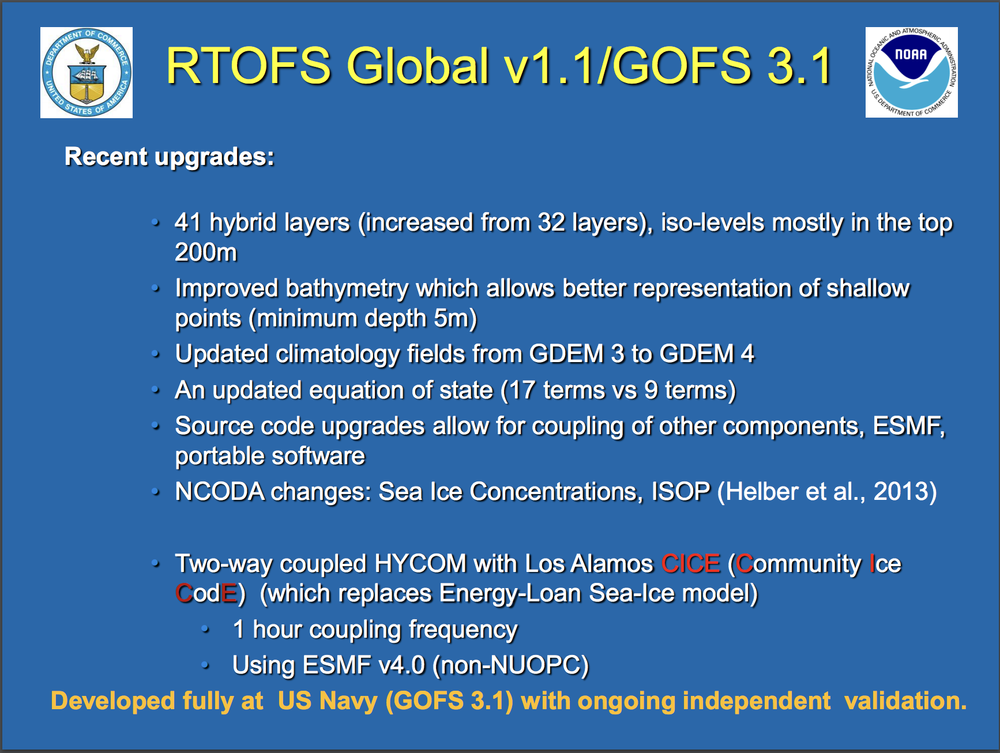 DEPARTMENT OF COMMERCE
UNITED STATES OF AMERICA
RTOFS Global v1.1/GOFS 3.1
NATIONAL OCEANIC AND ATMOSPHERIC ADMINISTRATION
NOAA
U.S. DEPARTMENT OF COMMERCE
Recent upgrades:
• 41 hybrid layers (increased from 32 layers), iso-levels mostly in the top
200m
• Improved bathymetry which allows better representation of shallow
points (minimum depth 5m)
• Updated climatology fields from GDEM 3 to GDEM 4
• An updated equation of state (17 terms vs 9 terms)
• Source code upgrades allow for coupling of other components, ESMF,
portable software
• NCODA changes: Sea Ice Concentrations, ISOP (Helber et al., 2013)
• Two-way coupled HYCOM with Los Alamos CICE (Community Ice
CodE)  (which replaces Energy-Loan Sea-Ice model)
• 1 hour coupling frequency
• Using ESMF v4.0 (non-NUOPC)
Developed fully at  US Navy (GOFS 3.1) with ongoing independent  validation.